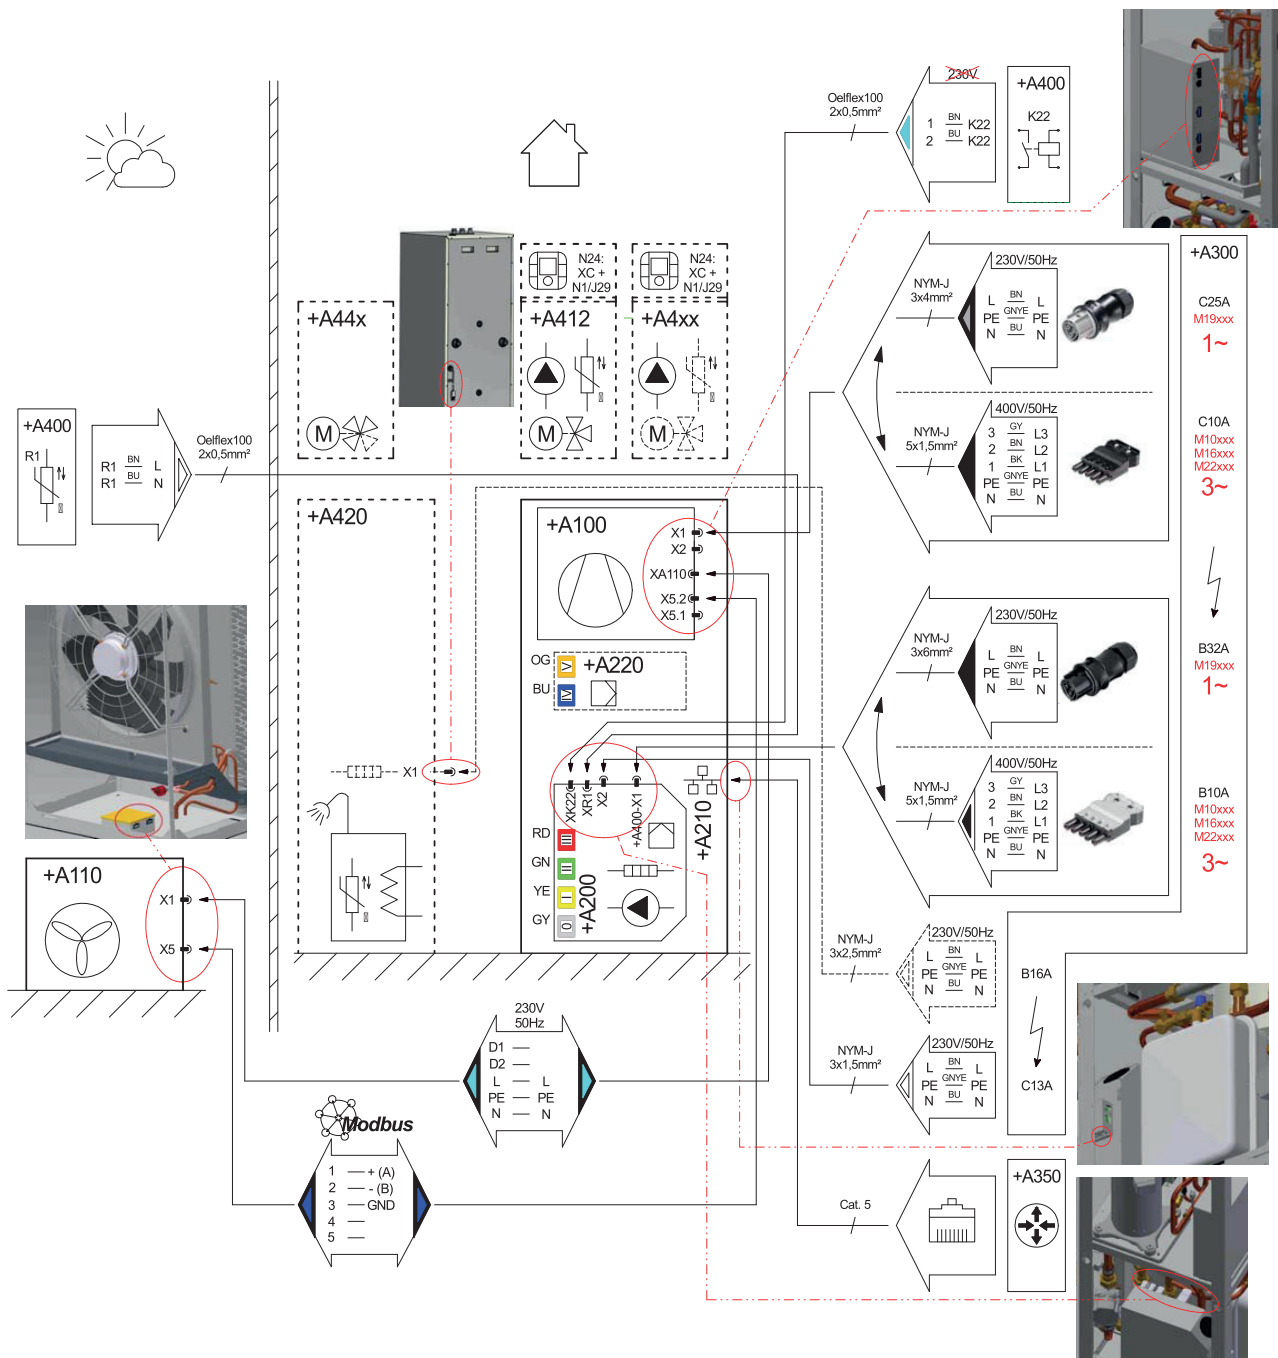 230V
+A400
K22
Oelflex100
2x0,5mm²
1 BN K22
2 BU K22
+A300
N24:
XC +
N1/J29
N24:
XC +
N1/J29
+A44x
+A412
+A4xx
M
M
M
230V/50Hz
NYM-J
3x4mm²
L BN L
PE GNYE PE
N BU N
C25A
M19xxx
1~
400V/50Hz
NYM-J
5x1,5mm²
3 GY L3
2 BN L2
1 BK L1
PE GNYE PE
N BU N
C10A
M10xxx
M16xxx
M22xxx
3~
+A400
R1
R1 BN L
R1 BU N
Oelflex100
2x0,5mm²
+A420
+A100
X1
X2
XA110
X5.2
X5.1
OG V +A220
BU IV
230V/50Hz
NYM-J
3x6mm²
L BN L
PE GNYE PE
N BU N
B32A
M19xxx
1~
X1
XK22
XR1
X2
+A400-X1
+A210
RD III
GN II
YE I
GY 0
+A200
400V/50Hz
NYM-J
5x1,5mm²
3 GY L3
2 BN L2
1 BK L1
PE GNYE PE
N BU N
B10A
M10xxx
M16xxx
M22xxx
3~
+A110
X1
X5
230V/50Hz
NYM-J
3x2,5mm²
L BN L
PE GNYE PE
N BU N
B16A
230V/50Hz
NYM-J
3x1,5mm²
L BN L
PE GNYE PE
N BU N
C13A
230V
50Hz
D1
D2
L L
PE PE
N N
Modbus
1 + (A)
2 - (B)
3 GND
4
5
Cat. 5
+A350